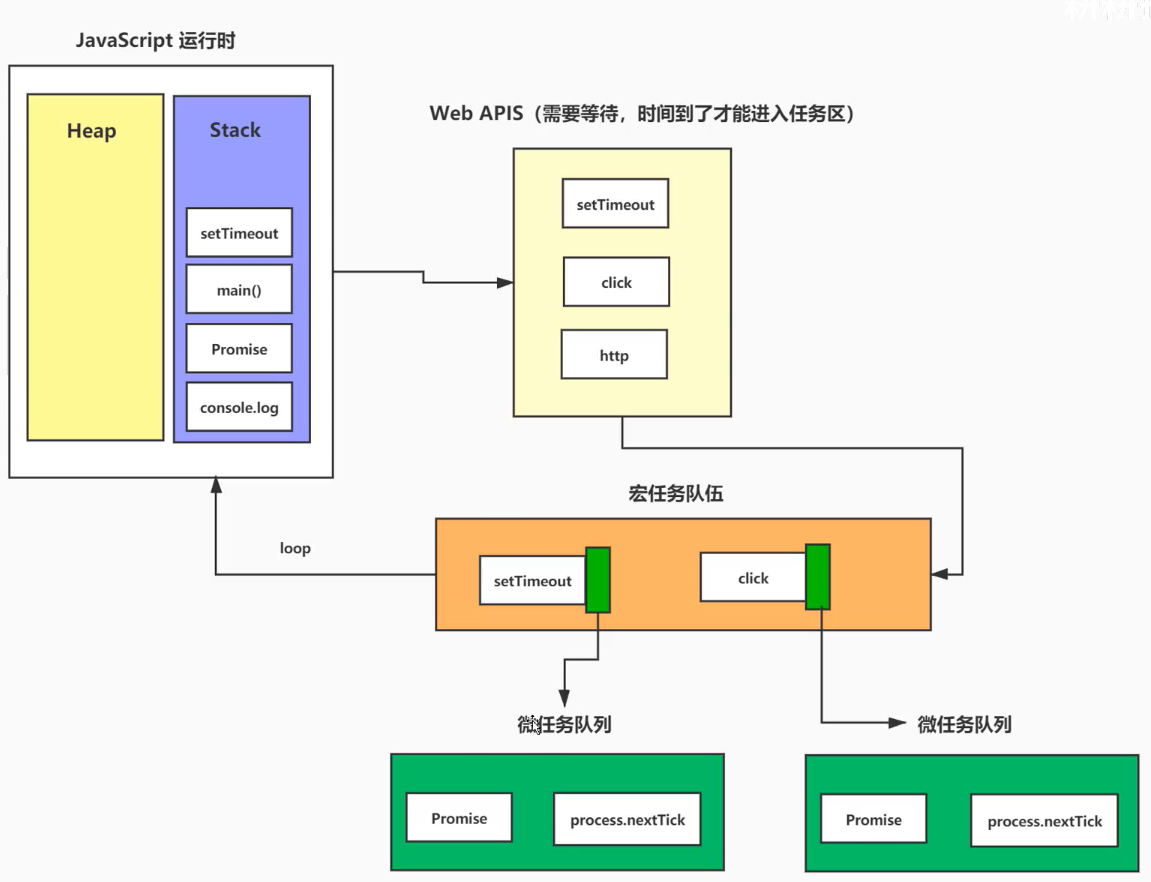 JavaScript 运行时
Heap
Stack
setTimeout
main()
Promise
console.log
Web APIS（需要等待，时间到了才能进入任务区）
setTimeout
click
http
宏任务队伍
loop
setTimeout
click
微任务队列
微任务队列
Promise
process.nextTick
Promise
process.nextTick